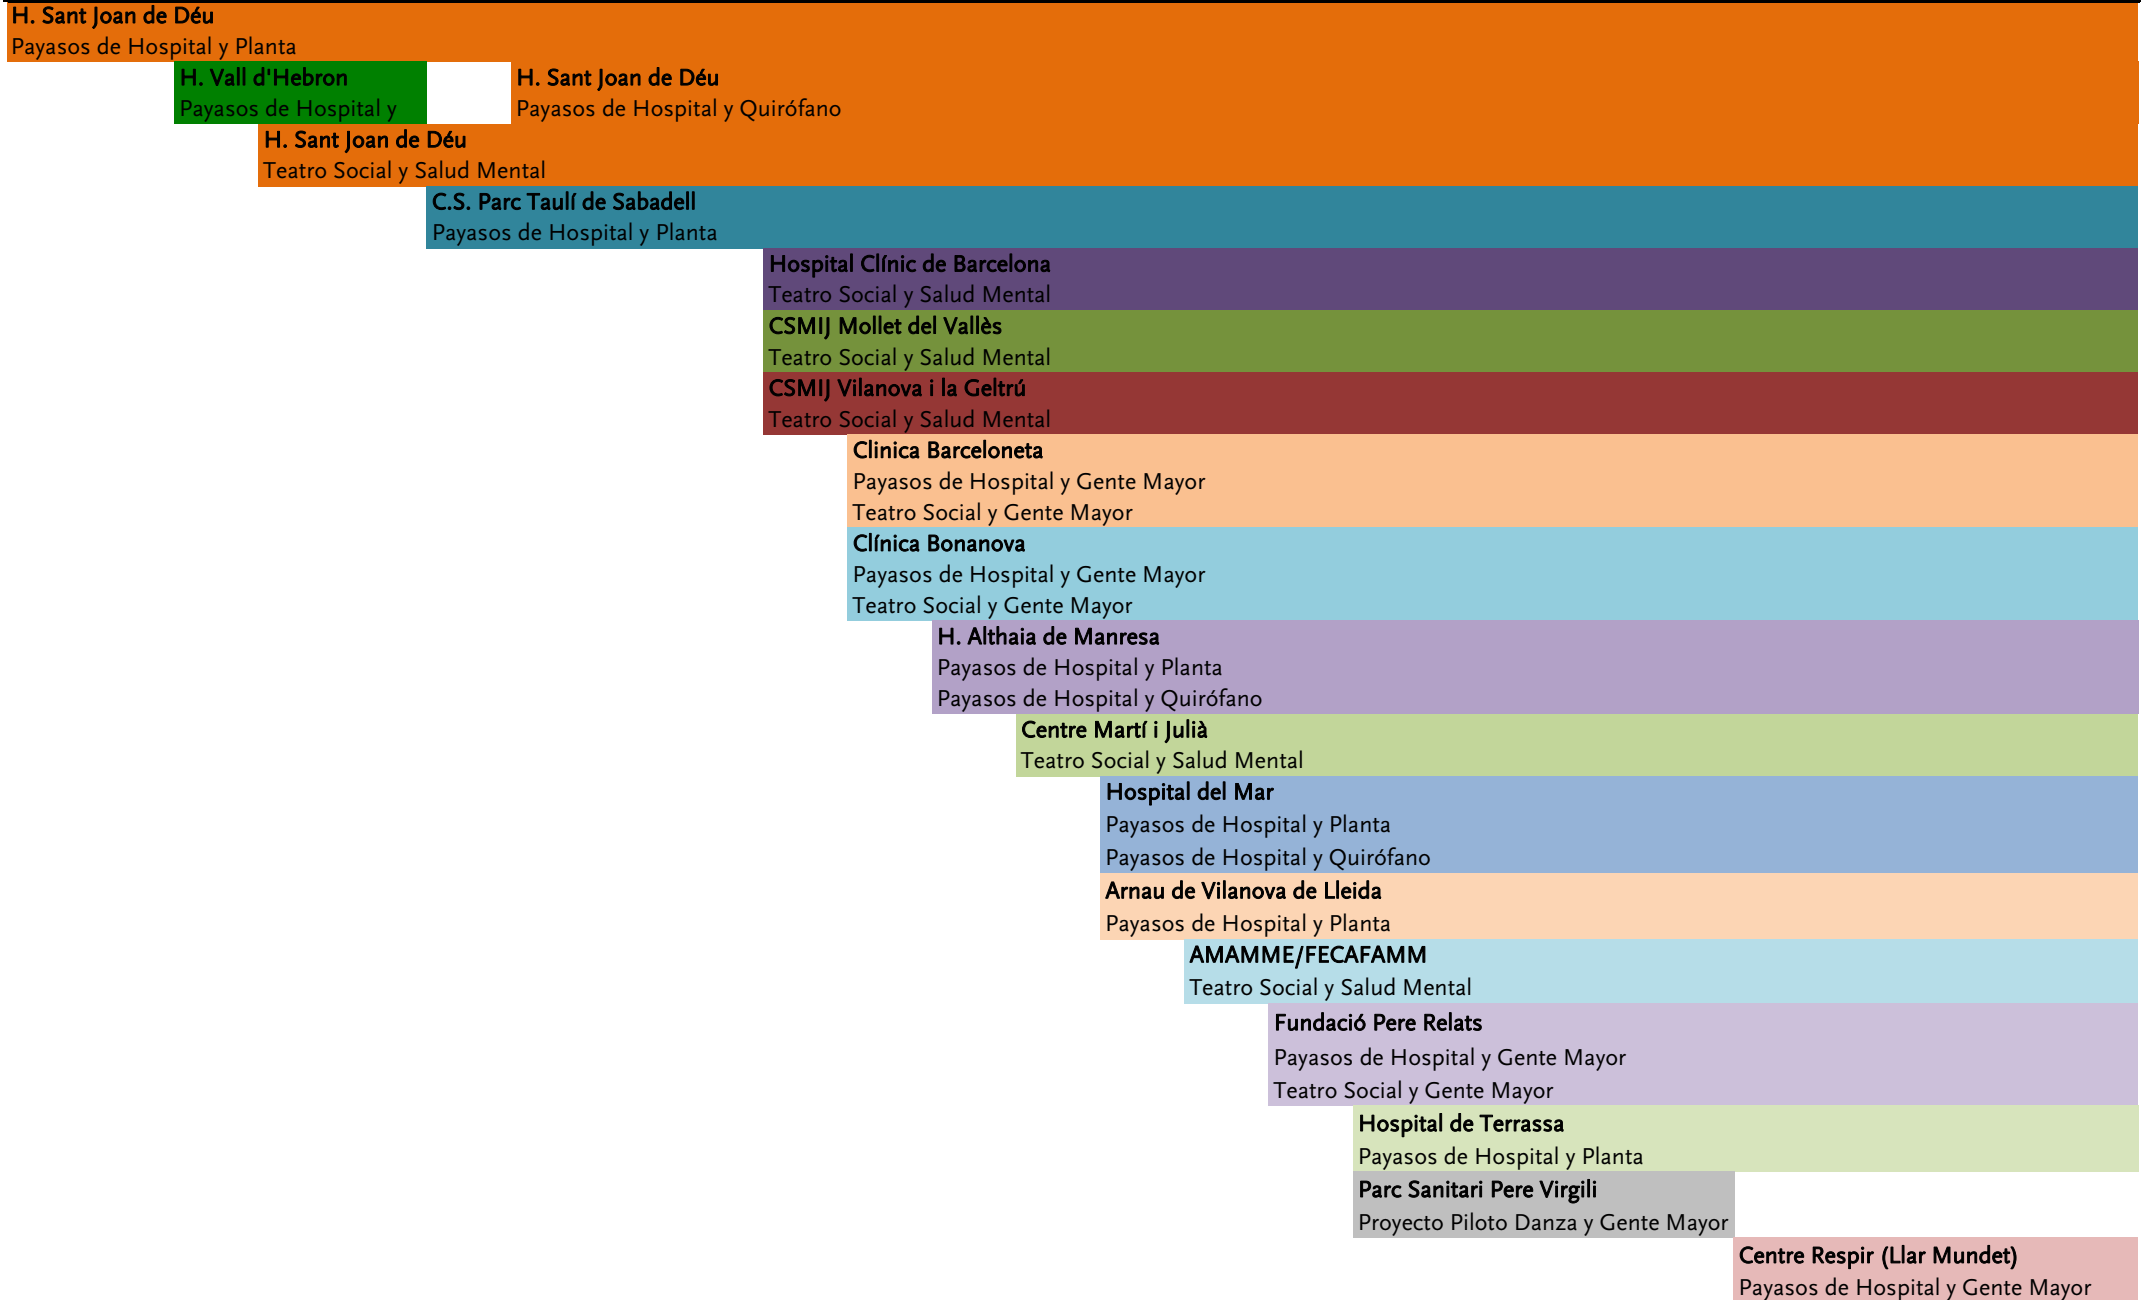 H. Sant Joan de Déu
Payasos de Hospital y Planta
H. Vall d'Hebron
Payasos de Hospital y
H. Sant Joan de Déu
Payasos de Hospital y Quirófano
H. Sant Joan de Déu
Teatro Social y Salud Mental
C.S. Parc Taulí de Sabadell
Payasos de Hospital y Planta
Hospital Clínic de Barcelona
Teatro Social y Salud Mental
CSMIJ Mollet del Vallès
Teatro Social y Salud Mental
CSMIJ Vilanova i la Geltrú
Teatro Social y Salud Mental
Clinica Barceloneta
Payasos de Hospital y Gente Mayor
Teatro Social y Gente Mayor
Clínica Bonanova
Payasos de Hospital y Gente Mayor
Teatro Social y Gente Mayor
H. Althaia de Manresa
Payasos de Hospital y Planta
Payasos de Hospital y Quirófano
Centre Martí i Julià
Teatro Social y Salud Mental
Hospital del Mar
Payasos de Hospital y Planta
Payasos de Hospital y Quirófano
Arnau de Vilanova de Lleida
Payasos de Hospital y Planta
AMAMME/FECAFAMM
Teatro Social y Salud Mental
Fundació Pere Relats
Payasos de Hospital y Gente Mayor
Teatro Social y Gente Mayor
Hospital de Terrassa
Payasos de Hospital y Planta
Parc Sanitari Pere Virgili
Proyecto Piloto Danza y Gente Mayor
Centre Respir (Llar Mundet)
Payasos de Hospital y Gente Mayor